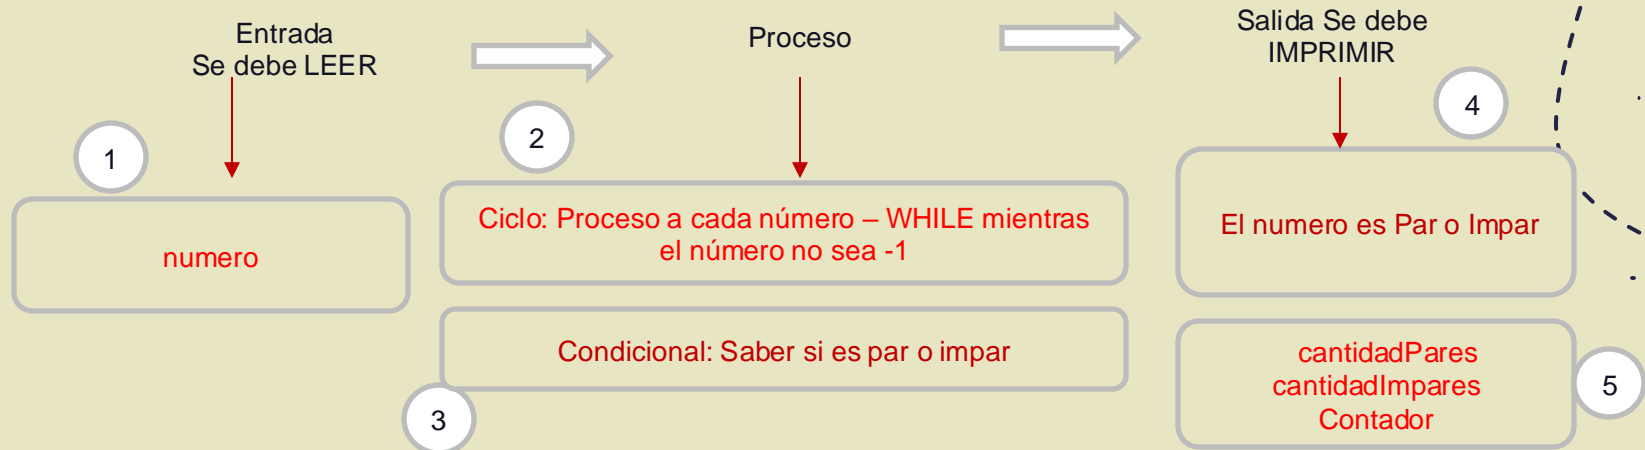 Entrada
Se debe LEER
Proceso
Salida Se debe
IMPRIMIR
1
numero
2
Ciclo: Proceso a cada número – WHILE mientras
el número no sea -1
3
Condicional: Saber si es par o impar
4
El numero es Par o Impar
cantidadPares
cantidadImpares
Contador
5